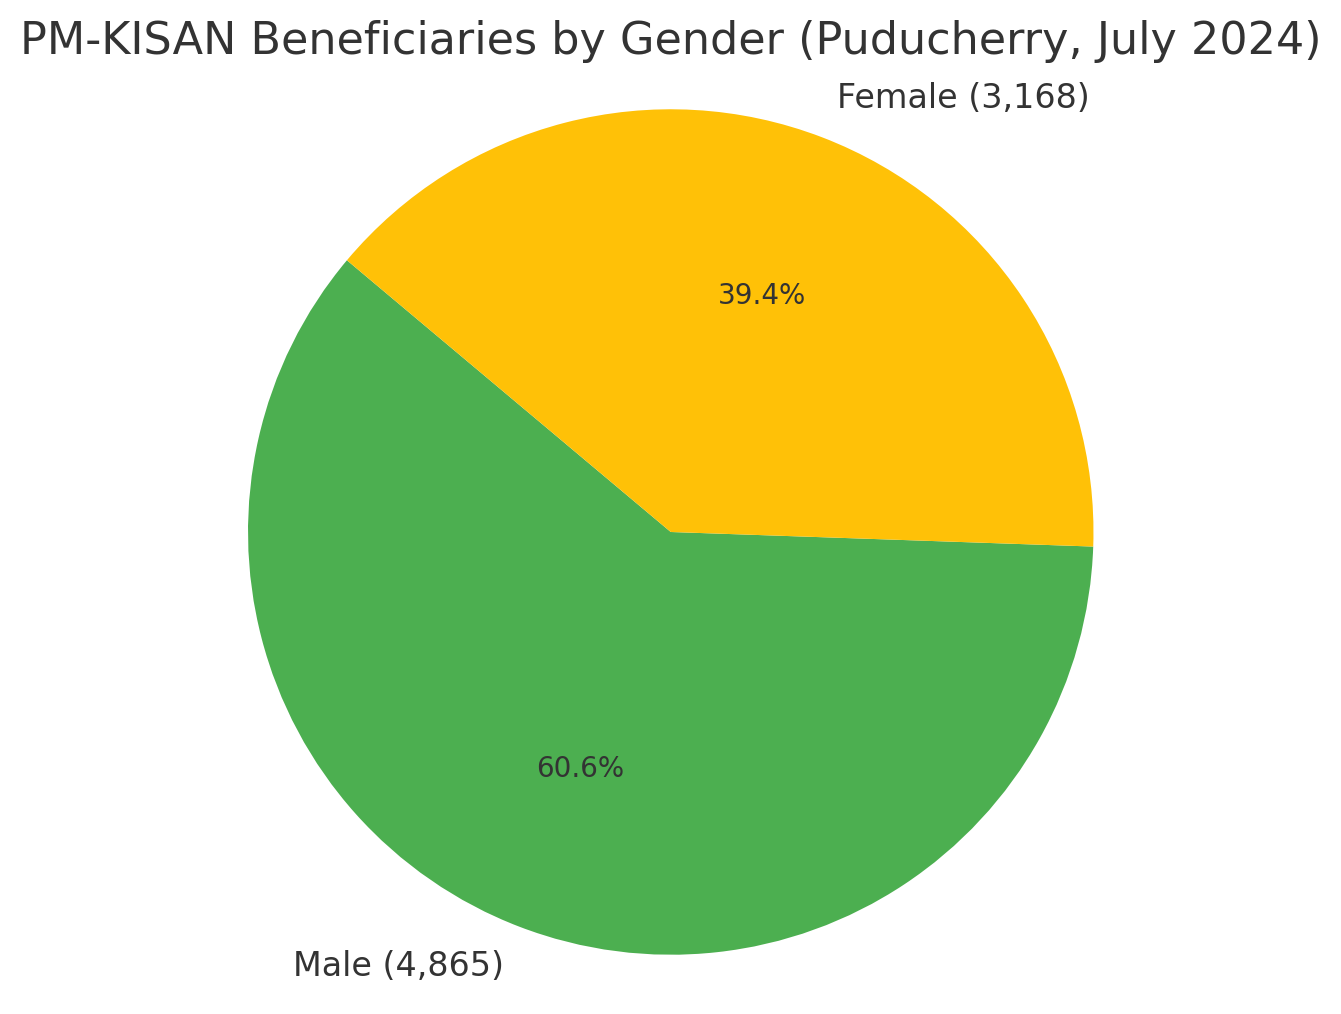 PM-KISAN Beneficiaries by Gender (Puducherry, July 2024)
Female (3,168)
39.4%
60.6%
Male (4,865)